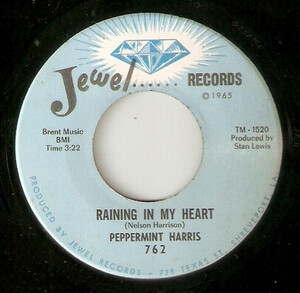 Jewel...... RECORDS
© 1965
Brent Music
BMI
Time 3:22
TM - 1520
Produced by
Stan Lewis
RAINING IN MY HEART
(Nelson Harrison)
PEPPERMINT HARRIS
762
PRODUCED BY JEWEL RECORDS - 728 TEXAS ST. SHREVEPORT, LA.